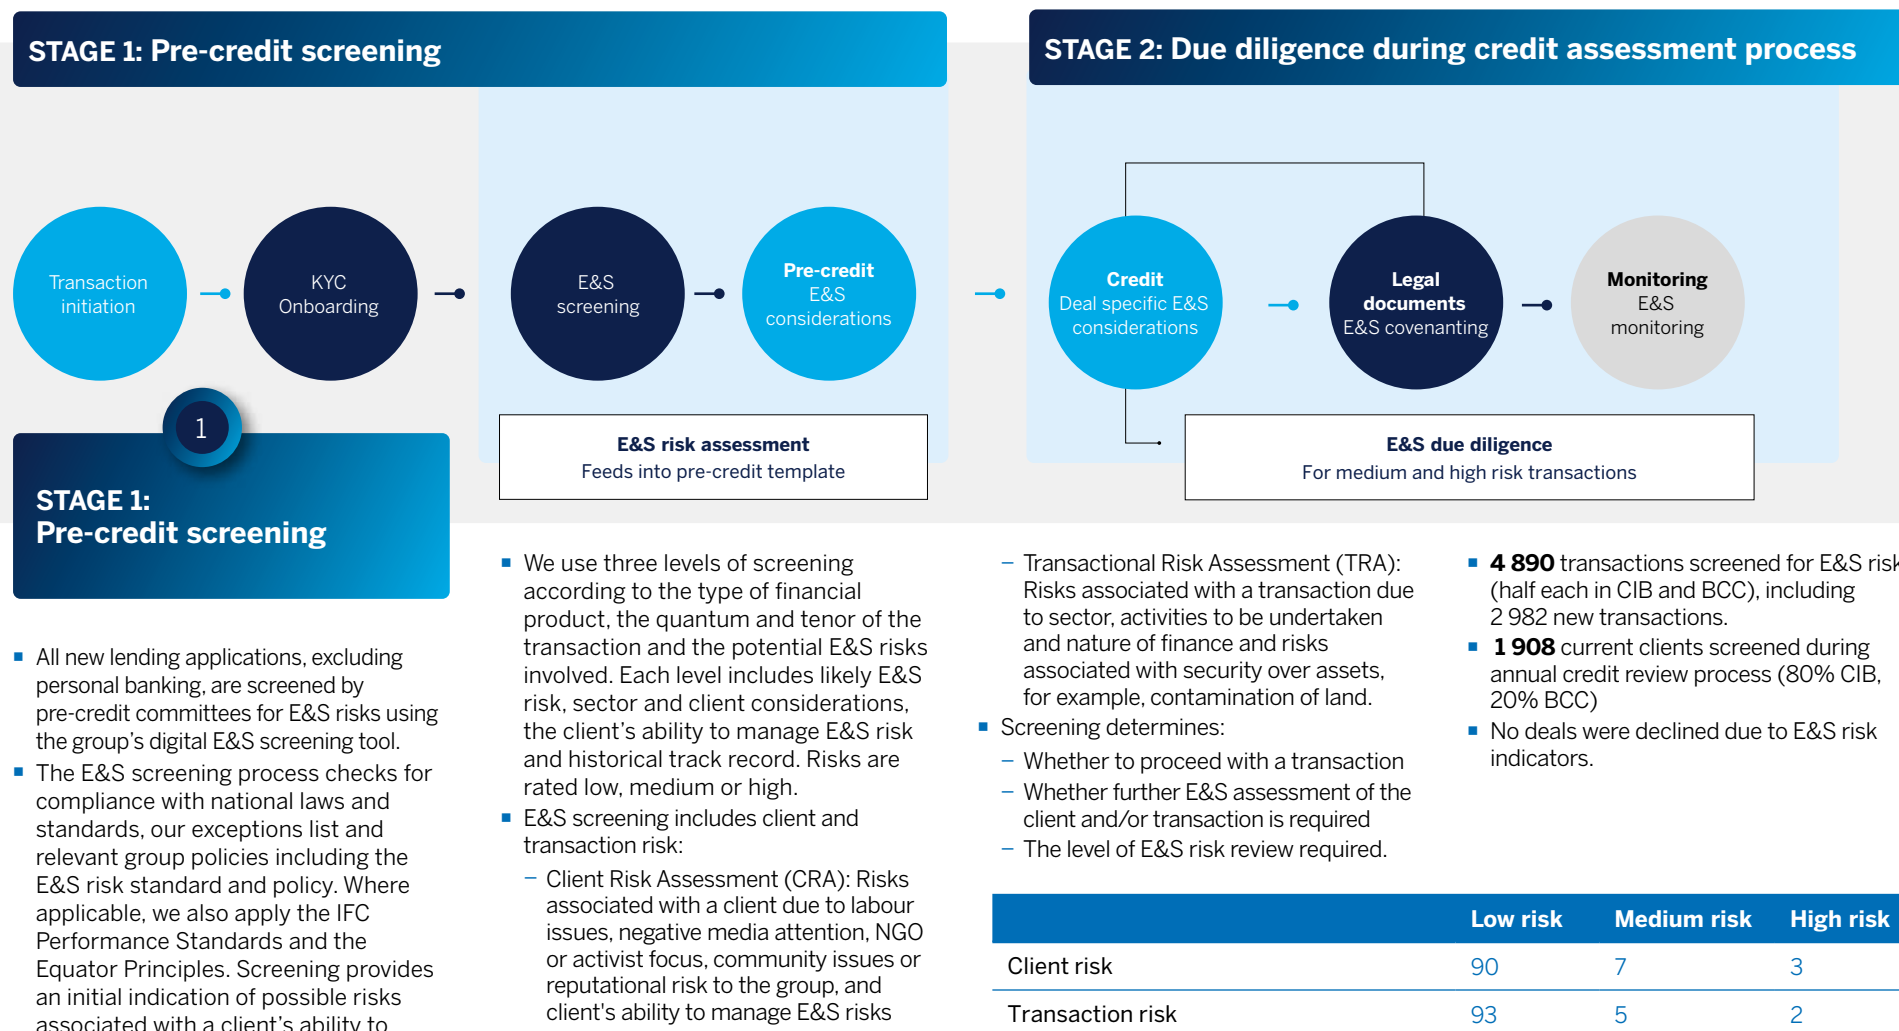 STAGE 1: Pre-credit screening
STAGE 2: Due diligence during credit assessment process
Transaction
initiation
KYC
Onboarding
E&S
screening
Pre-credit
E&S
considerations
Credit
Deal specific E&S
considerations
Legal
documents
E&S covenanting
Monitoring
E&S
monitoring
E&S risk assessment
Feeds into pre-credit template
E&S due diligence
For medium and high risk transactions
1
STAGE 1:
Pre-credit screening
All new lending applications, excluding
personal banking, are screened by
pre-credit committees for E&S risks using
the group's digital E&S screening tool.
The E&S screening process checks for
compliance with national laws and
standards, our exceptions list and
relevant group policies including the
E&S risk standard and policy. Where
applicable, we also apply the IFC
Performance Standards and the
Equator Principles. Screening provides
an initial indication of possible risks
associated with a client's ability to
We use three levels of screening
according to the type of financial
product, the quantum and tenor of the
transaction and the potential E&S risks
involved. Each level includes likely E&S
risk, sector and client considerations,
the client's ability to manage E&S risk
and historical track record. Risks are
rated low, medium or high.
E&S screening includes client and
transaction risk:
– Client Risk Assessment (CRA): Risks
associated with a client due to labour
issues, negative media attention, NGO
or activist focus, community issues or
reputational risk to the group, and
client's ability to manage E&S risks
– Transactional Risk Assessment (TRA):
Risks associated with a transaction due
to sector, activities to be undertaken
and nature of finance and risks
associated with security over assets,
for example, contamination of land.
Screening determines:
– Whether to proceed with a transaction
– Whether further E&S assessment of the
client and/or transaction is required
– The level of E&S risk review required.
4 890 transactions screened for E&S risk
(half each in CIB and BCC), including
2 982 new transactions.
1 908 current clients screened during
annual credit review process (80% CIB,
20% BCC)
No deals were declined due to E&S risk
indicators.
Low risk Medium risk High risk
Client risk 90 7 3
Transaction risk 93 5 2